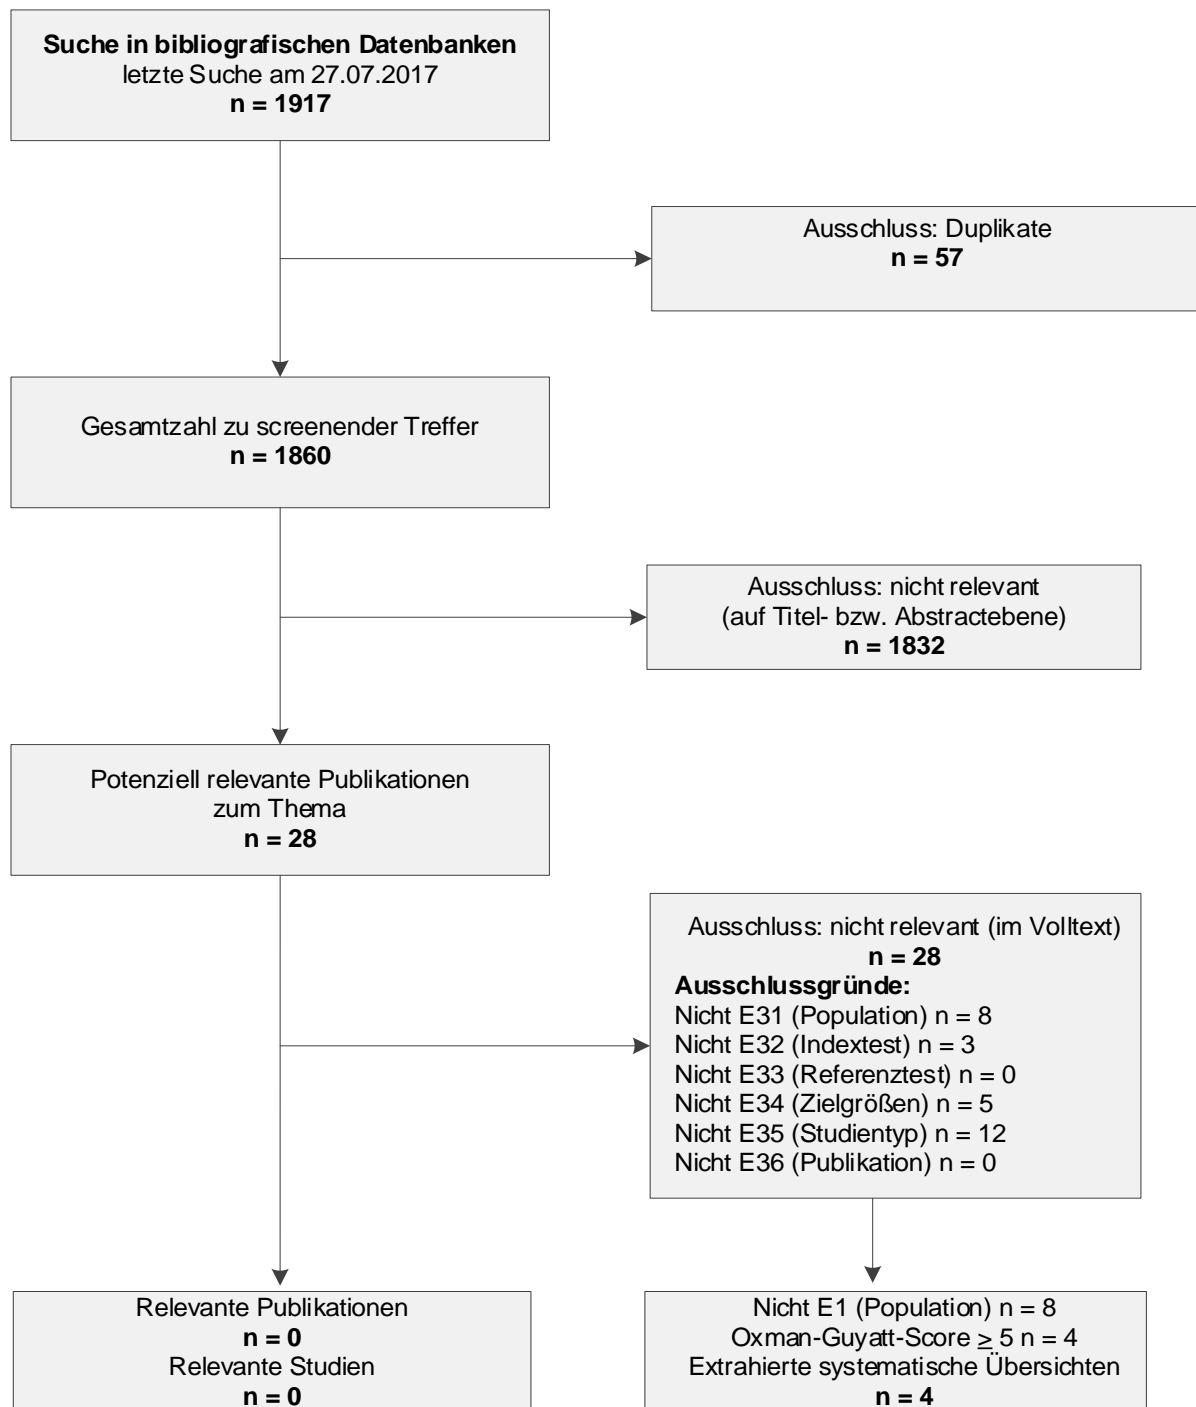 Suche in bibliografischen Datenbanken
letzte Suche am 27.07.2017
n = 1917
Ausschluss: Duplikate
n = 57
Gesamtzahl zu screenender Treffer
n = 1860
Ausschluss: nicht relevant
(auf Titel- bzw. Abstractebene)
n = 1832
Potenziell relevante Publikationen
zum Thema
n = 28
Ausschluss: nicht relevant (im Volltext)
n = 28
Ausschlussgründe:
Nicht E31 (Population) n = 8
Nicht E32 (Indextest) n = 3
Nicht E33 (Referenztest) n = 0
Nicht E34 (Zielgrößen) n = 5
Nicht E35 (Studientyp) n = 12
Nicht E36 (Publikation) n = 0
Relevante Publikationen
n = 0
Relevante Studien
n = 0
Nicht E1 (Population) n = 8
Oxman-Guyatt-Score ≥ 5 n = 4
Extrahierte systematische Übersichten
n = 4